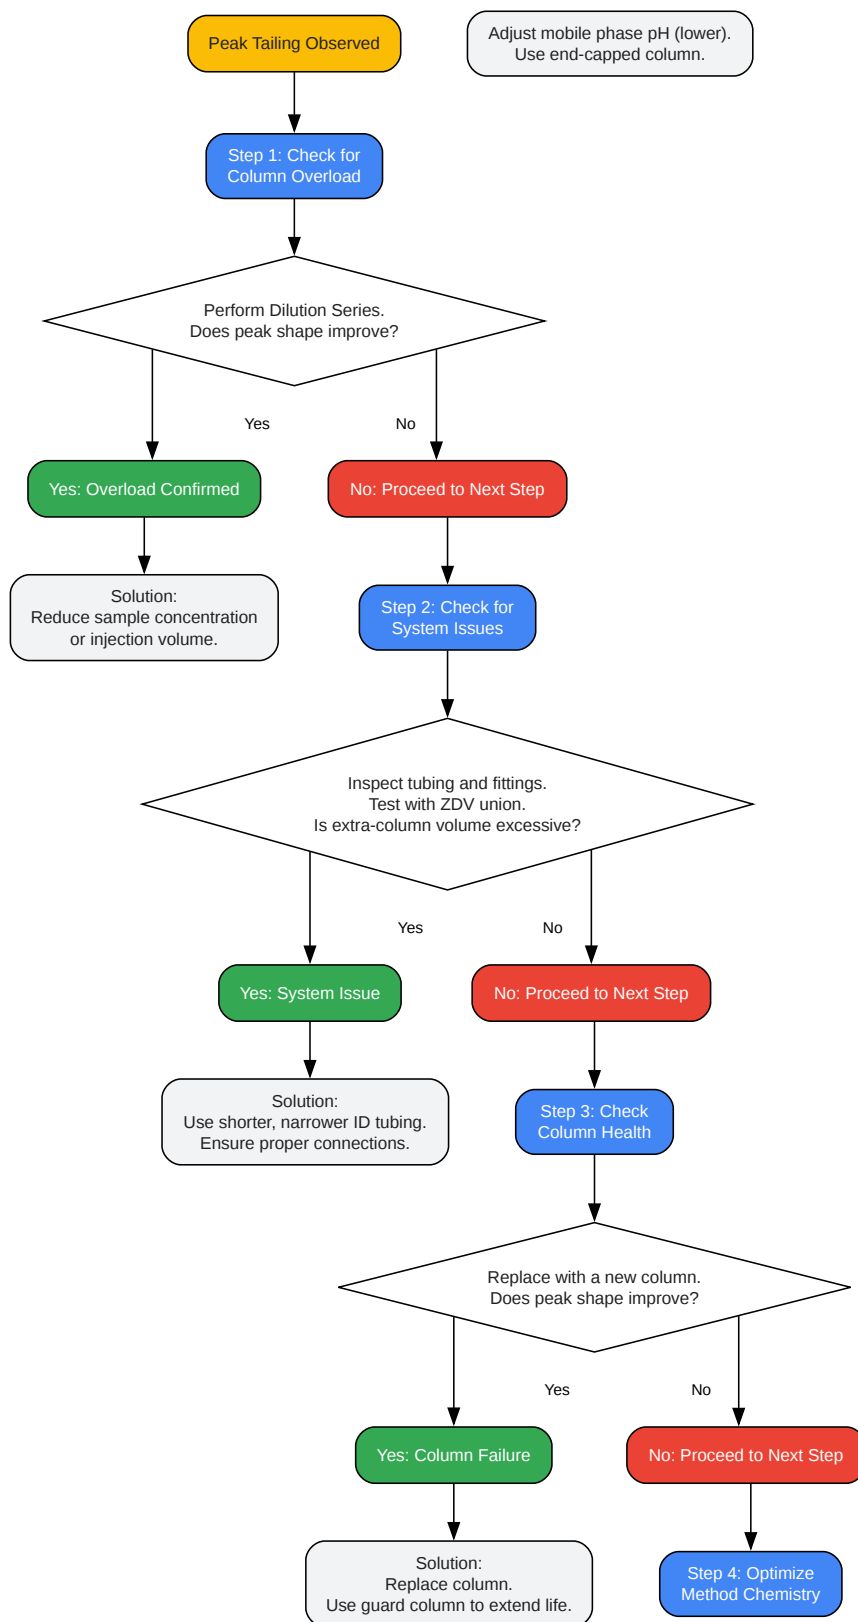 Peak Tailing Observed
Adjust mobile phase pH (lower).
Use end-capped column.
Step 1: Check for
Column Overload
Perform Dilution Series.
Does peak shape improve?
Yes
No
Yes: Overload Confirmed
No: Proceed to Next Step
Solution:
Reduce sample concentration
or injection volume.
Step 2: Check for
System Issues
Inspect tubing and fittings.
Test with ZDV union.
Is extra-column volume excessive?
Yes
No
Yes: System Issue
No: Proceed to Next Step
Solution:
Use shorter, narrower ID tubing.
Ensure proper connections.
Step 3: Check
Column Health
Replace with a new column.
Does peak shape improve?
Yes
No
Yes: Column Failure
No: Proceed to Next Step
Solution:
Replace column.
Use guard column to extend life.
Step 4: Optimize
Method Chemistry